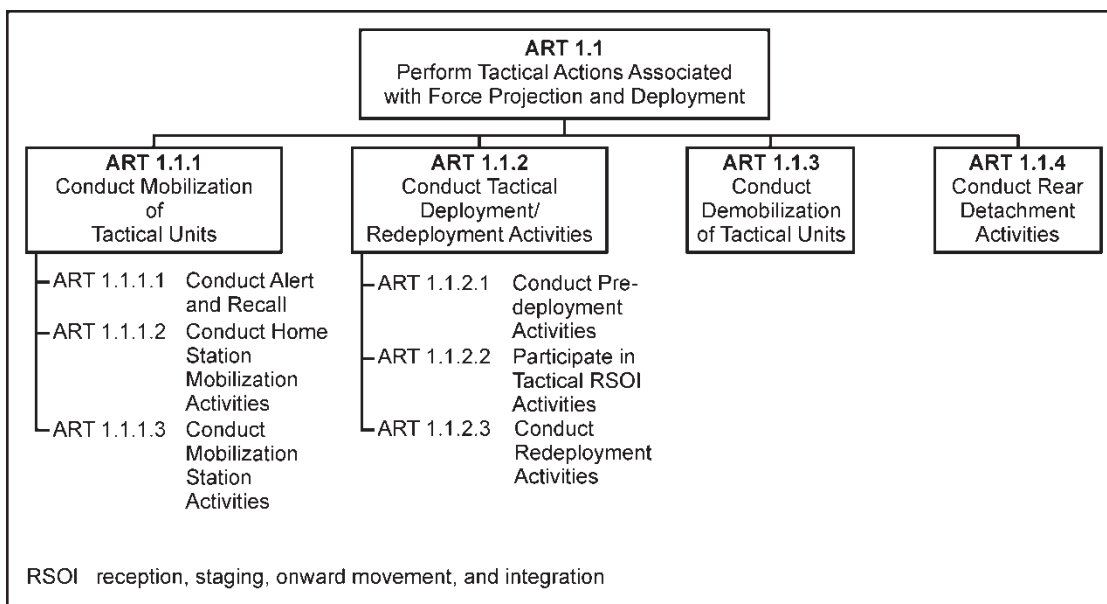 ART 1.1
Perform Tactical Actions Associated
with Force Projection and Deployment
ART 1.1.1
Conduct Mobilization
of
Tactical Units
ART 1.1.1.1 Conduct Alert
and Recall
ART 1.1.1.2 Conduct Home
Station
Mobilization
Activities
ART 1.1.1.3 Conduct
Mobilization
Station
Activities
ART 1.1.2
Conduct Tactical
Deployment/
Redeployment Activities
ART 1.1.2.1 Conduct Pre-
deployment
Activities
ART 1.1.2.2 Participate in
Tactical RSOI
Activities
ART 1.1.2.3 Conduct
Redeployment
Activities
ART 1.1.3
Conduct
Demobilization
of Tactical Units
ART 1.1.4
Conduct Rear
Detachment
Activities
RSOI reception, staging, onward movement, and integration